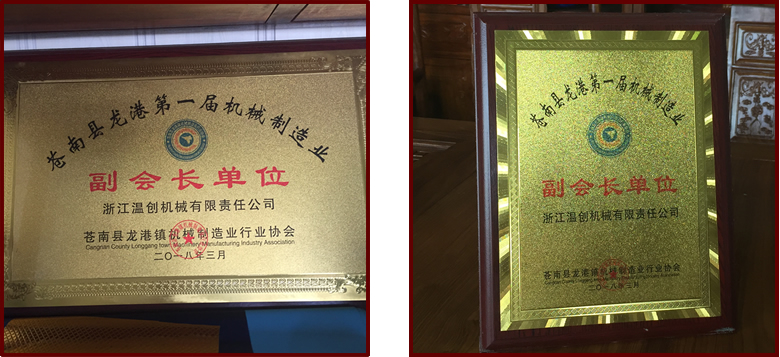 苍南县龙港第一届机械制造业
副会长单位
浙江温创机械有限责任公司
苍南县龙港镇机械制造业行业协会
Cangnan County Longgang town Machinery Manufacturing Industry Association
二〇一八年三月
苍南县龙港第一届机械制造业
副会长单位
浙江温创机械有限责任公司
苍南县龙港镇机械制造业行业协会
二〇一八年三月